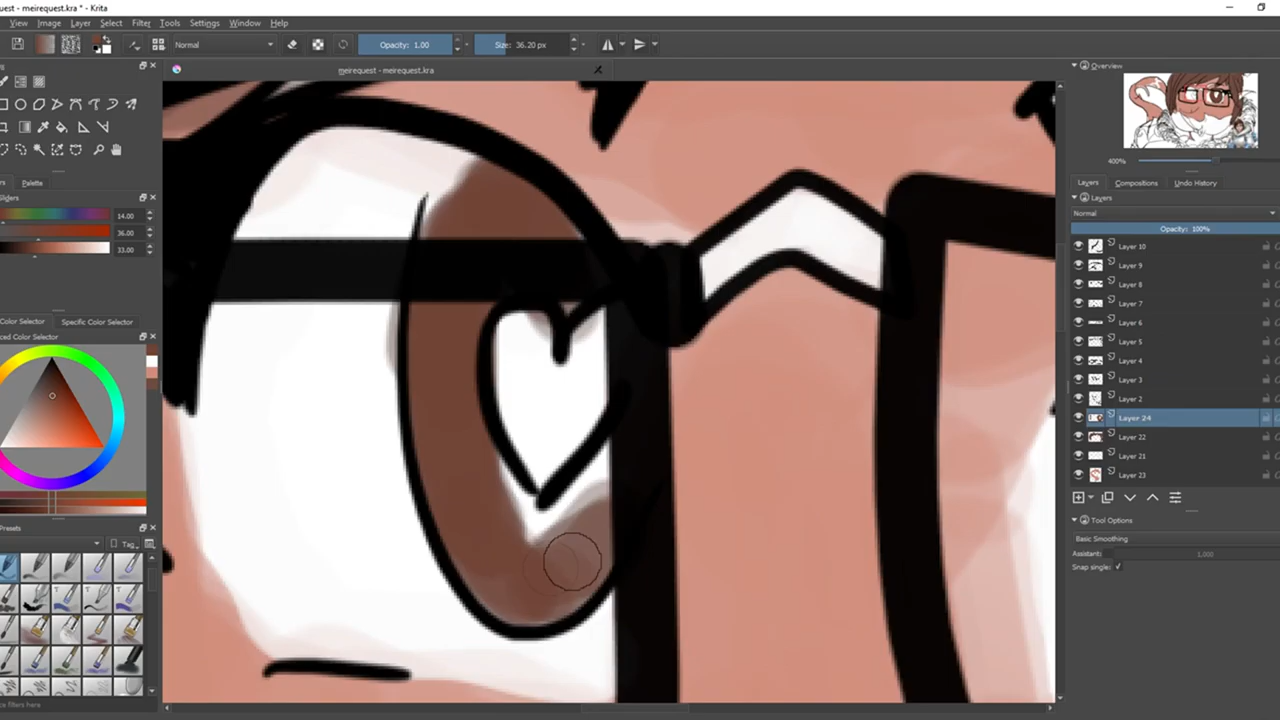 quest - meirequest.kra * - Krita
View Image Layer Select Filter Tools Settings Window Help
Normal Opacity: 1.00 Size: 36.20 px
meirequest - meirequest.kra
Overview
400%
Palette
Layers Compositions Undo History
Sliders
Layers
14.00
Normal
36.00
Opacity: 100%
33.00
Layer 10
Layer 9
Layer 8
Layer 7
Color Selector Specific Color Selector
Layer 6
Layer 5
Layer 4
Layer 3
Layer 2
Layer 24
Layer 22
Layer 21
Layer 23
Presets
Tool Options
Tag
Basic Smoothing
Assistant: 1,000
Snap single:
filters here